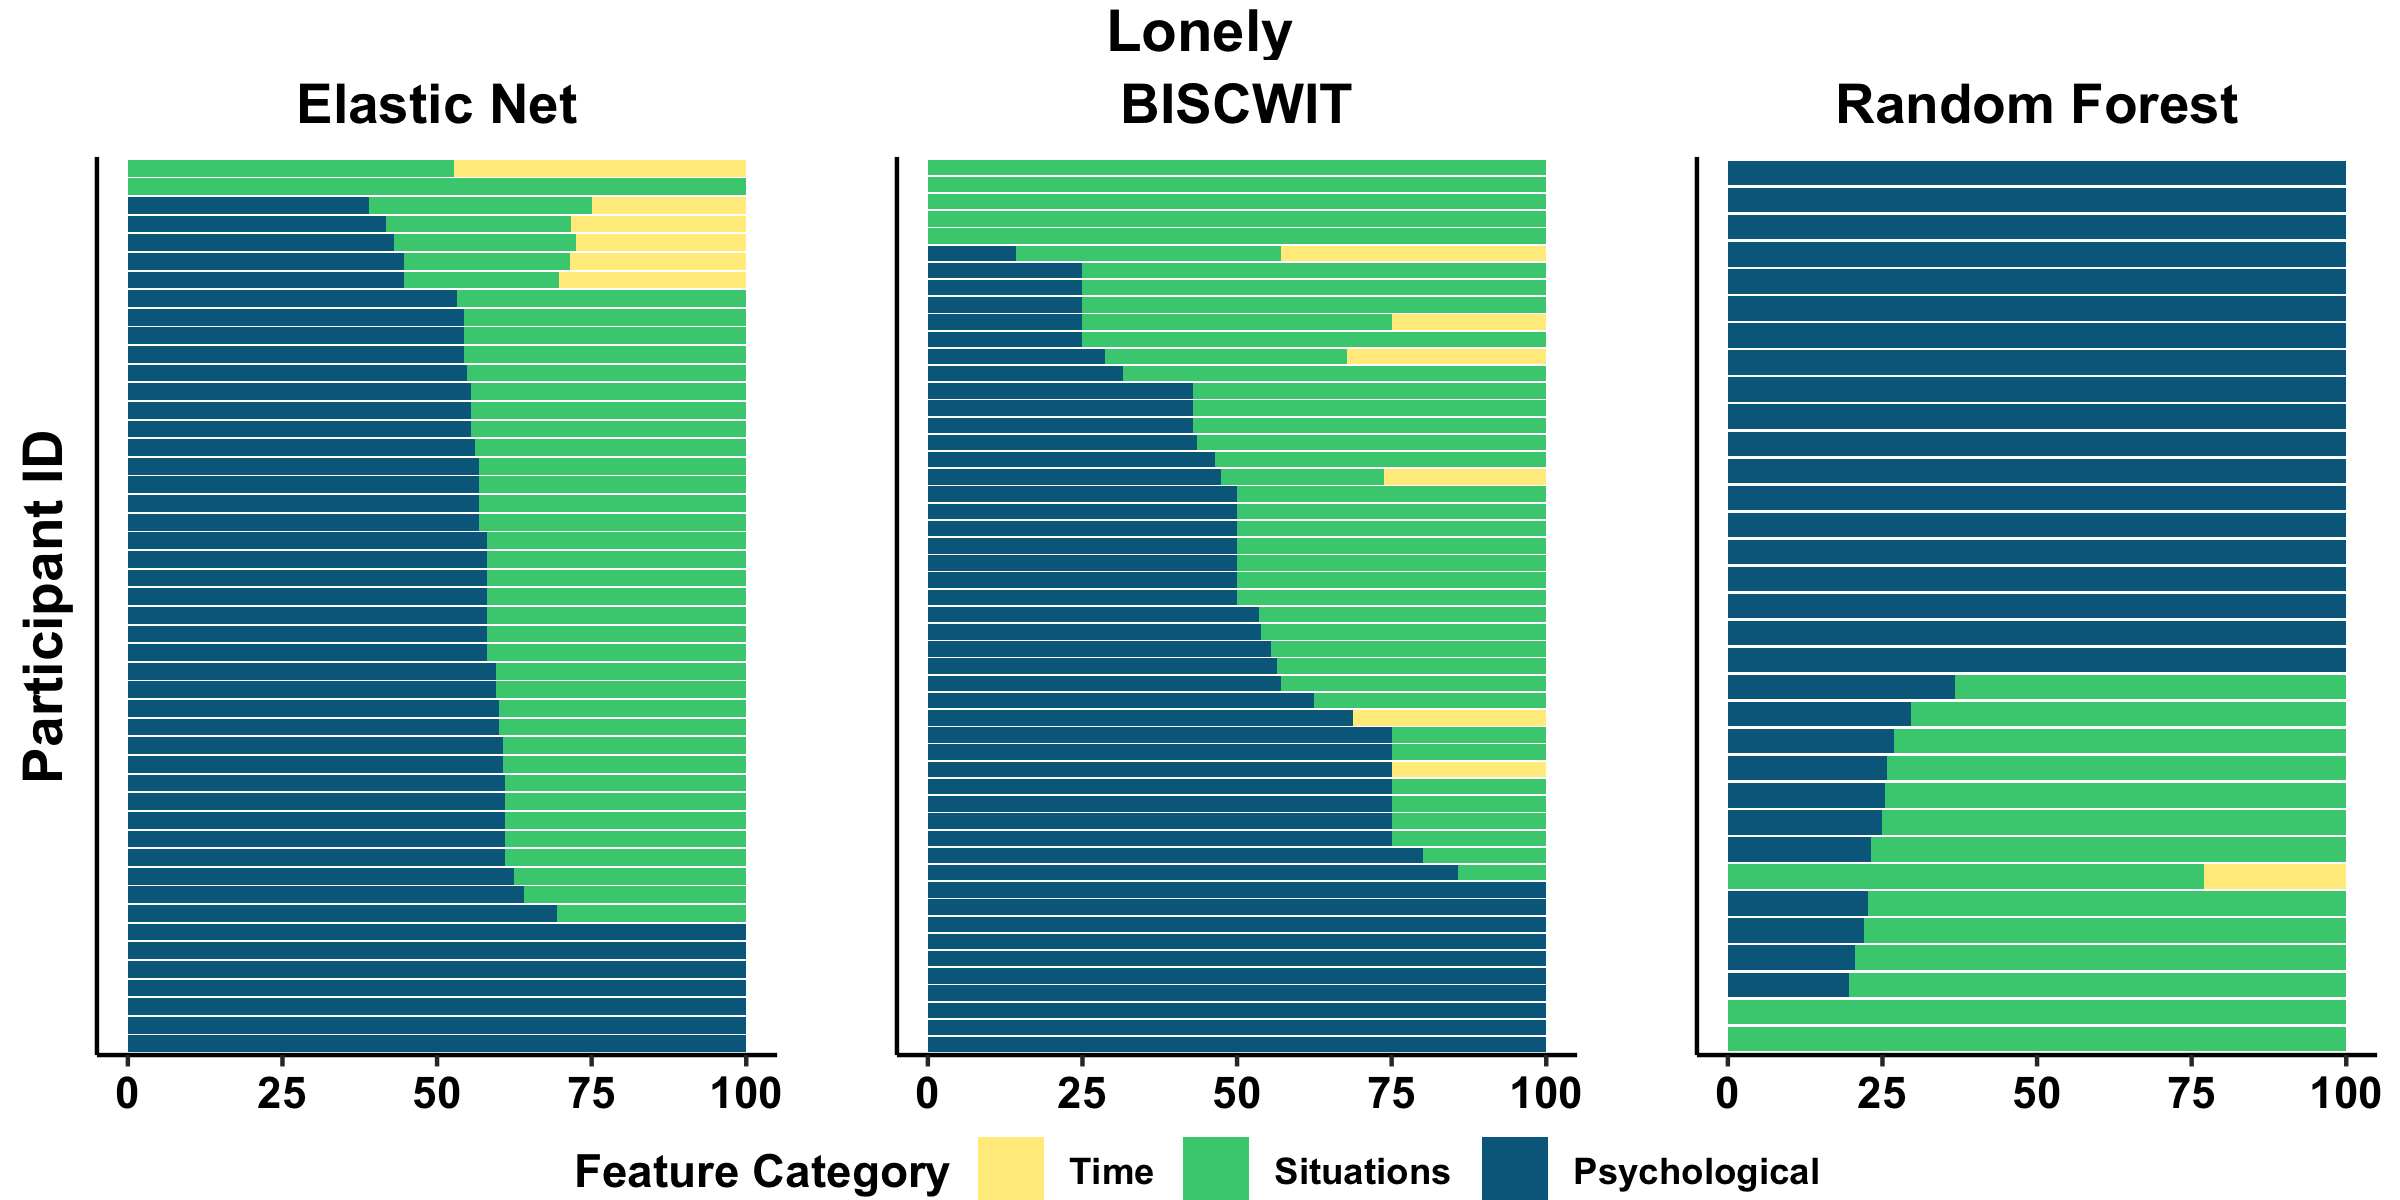 Lonely
Elastic Net
BISCWIT
Random Forest
Participant ID
0 25 50 75 100
0 25 50 75 100
0 25 50 75 100
Feature Category Time Situations Psychological